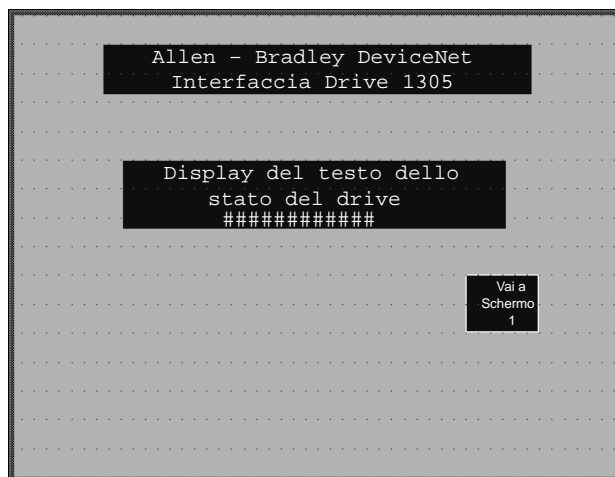 Allen - Bradley DeviceNet
Interfaccia Drive 1305
Display del testo dello
stato del drive
############
Vai a
Schermo
1